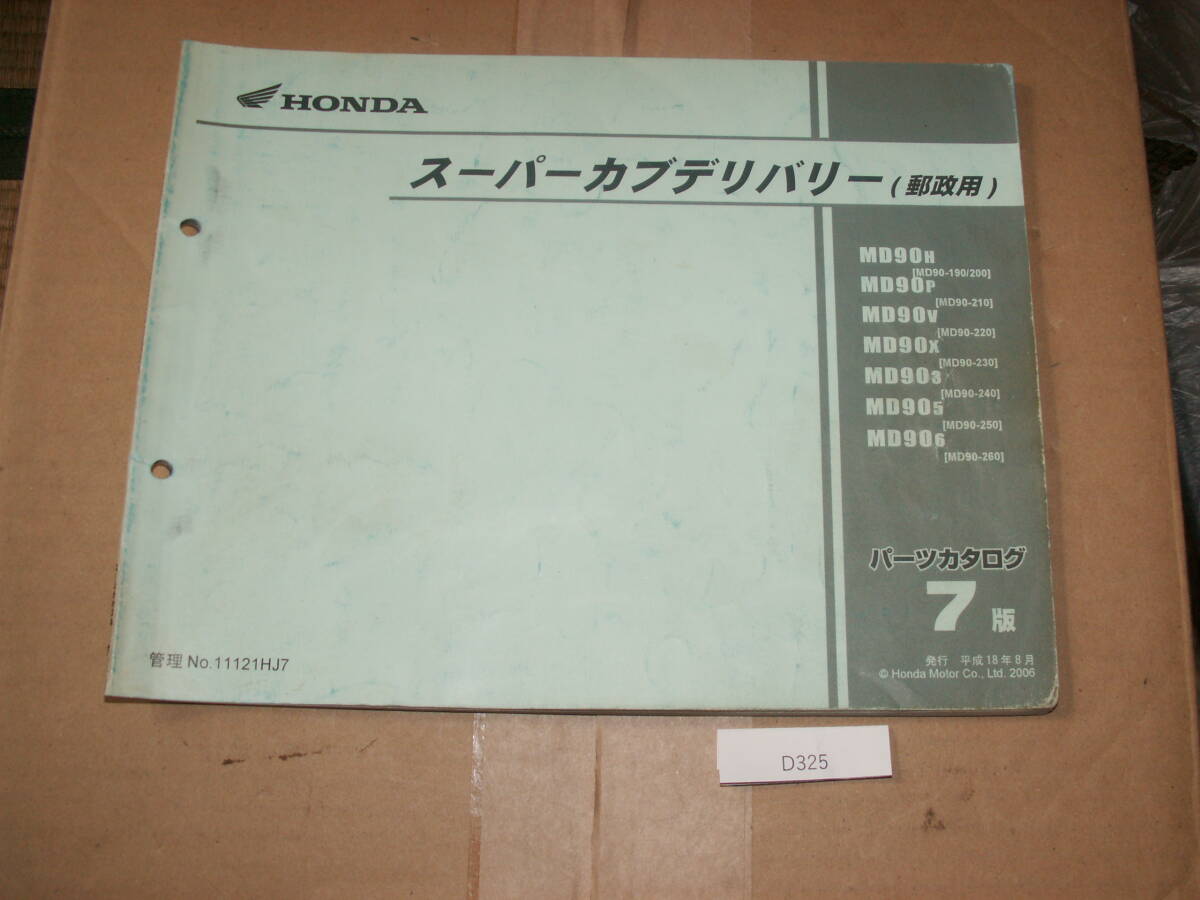 HONDA
スーパーカブデリバリー(郵政用)
MD90H
[MD90-190/200]
MD90P
[MD90-210]
MD90V
[MD90-220]
MD90X
[MD90-230]
MD903
[MD90-240]
MD905
[MD90-250]
MD906
[MD90-260]
パーツカタログ
7版
管理 No.11121HJ7
発行 平成18年8月
© Honda Motor Co., Ltd. 2006
D325